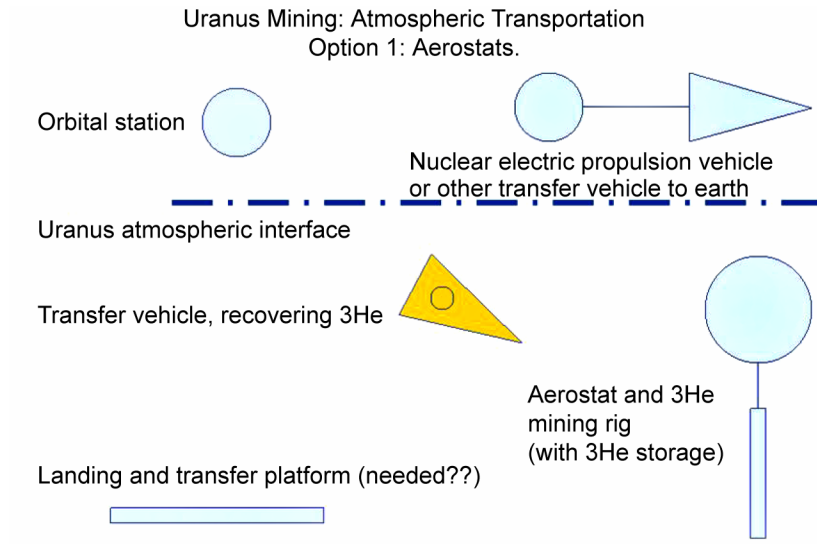 Uranus Mining: Atmospheric Transportation
Option 1: Aerostats.
Orbital station
Nuclear electric propulsion vehicle
or other transfer vehicle to earth
Uranus atmospheric interface
Transfer vehicle, recovering 3He
Aerostat and 3He
mining rig
(with 3He storage)
Landing and transfer platform (needed??)